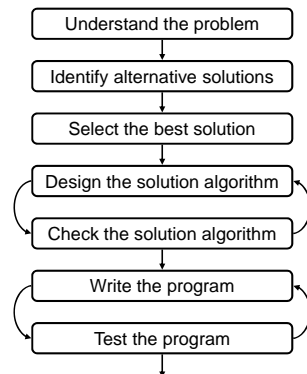 Understand the problem
Identify alternative solutions
Select the best solution
Design the solution algorithm
Check the solution algorithm
Write the program
Test the program